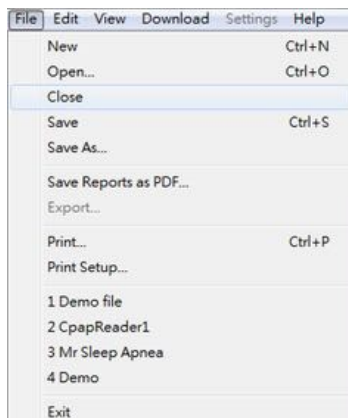 File Edit View Download Settings Help
New Ctrl+N
Open... Ctrl+O
Close
Save Ctrl+S
Save As...
Save Reports as PDF...
Export...
Print... Ctrl+P
Print Setup...
1 Demo file
2 CpapReader1
3 Mr Sleep Apnea
4 Demo
Exit